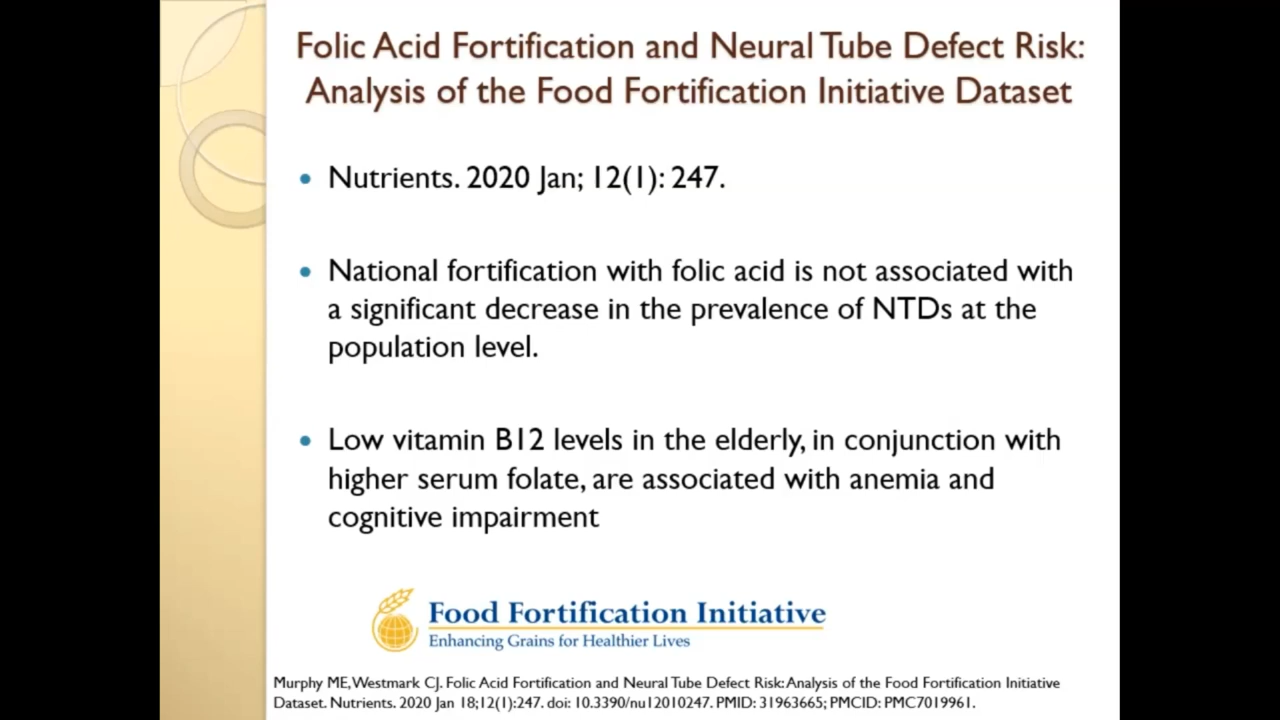 Folic Acid Fortification and Neural Tube Defect Risk:
Analysis of the Food Fortification Initiative Dataset
• Nutrients. 2020 Jan; 12(1): 247.
• National fortification with folic acid is not associated with
a significant decrease in the prevalence of NTDs at the
population level.
• Low vitamin B12 levels in the elderly, in conjunction with
higher serum folate, are associated with anemia and
cognitive impairment
Food Fortification Initiative
Enhancing Grains for Healthier Lives
Murphy ME, Westmark CJ. Folic Acid Fortification and Neural Tube Defect Risk: Analysis of the Food Fortification Initiative
Dataset. Nutrients. 2020 Jan 18;12(1):247. doi: 10.3390/nu12010247. PMID: 31963665; PMCID: PMC7019961.